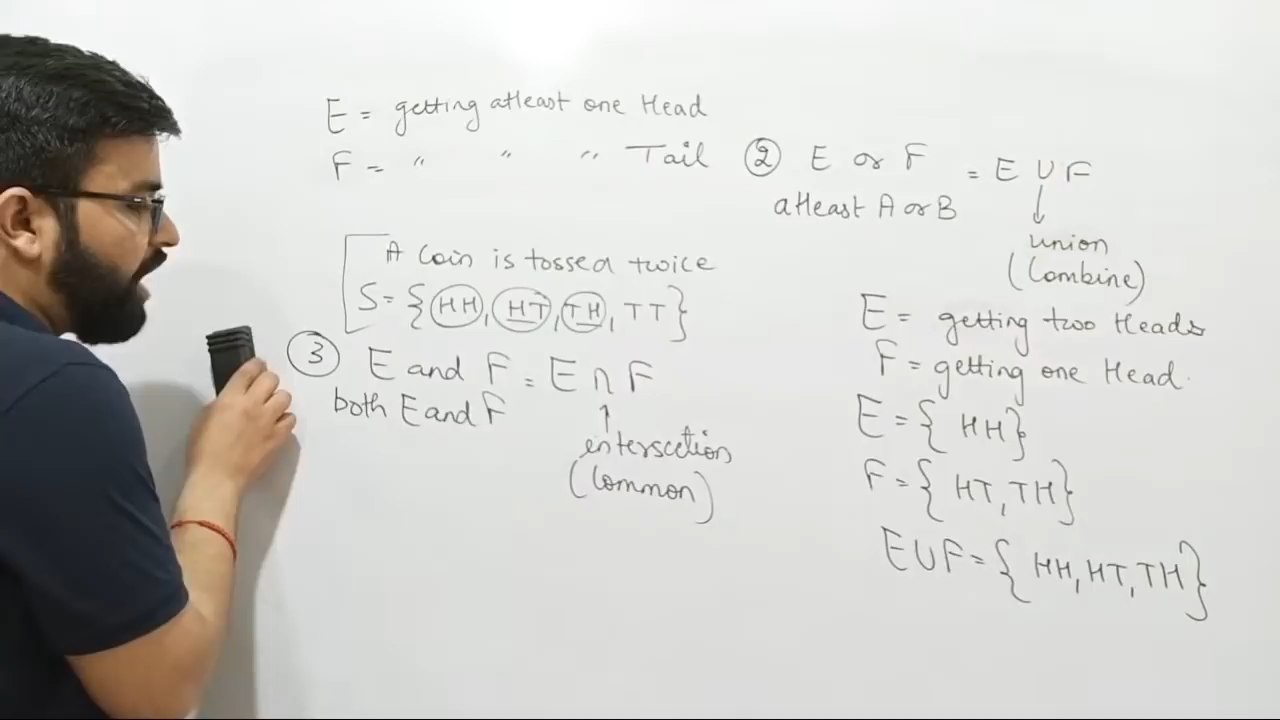 E = getting atleast one Head
F = " " " Tail
② E or F = E ∪ F
atleast A or B
union
(Combine)
A Coin is tossed twice
S = {HH, HT, TH, TT}
③ E and F = E ∩ F
both E and F
enterscetion
(Common)
E = getting two Heads
F = getting one Head.
E = {HH}
F = {HT, TH}
E∪F = {HH, HT, TH}